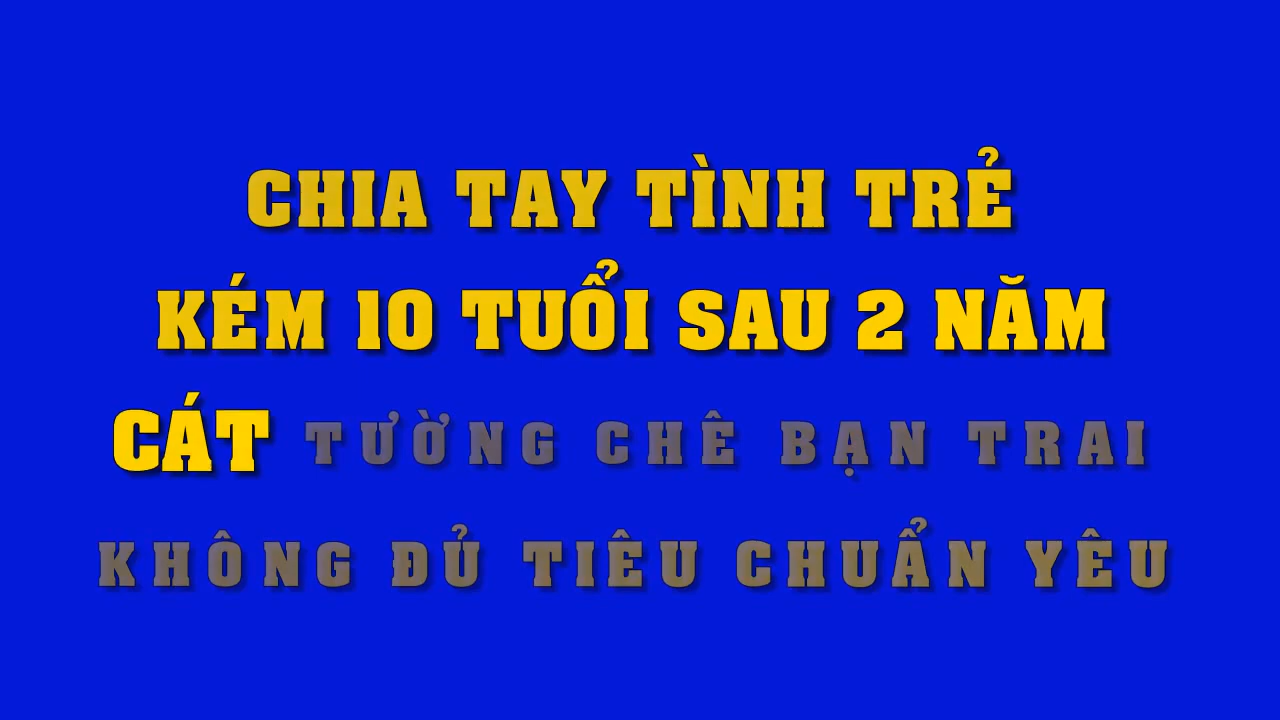 CHIA TAY TÌNH TRẺ
KÉM 10 TUỔI SAU 2 NĂM
CÁT TƯỜNG CHÊ BẠN TRAI
KHÔNG ĐỦ TIÊU CHUẨN YÊU